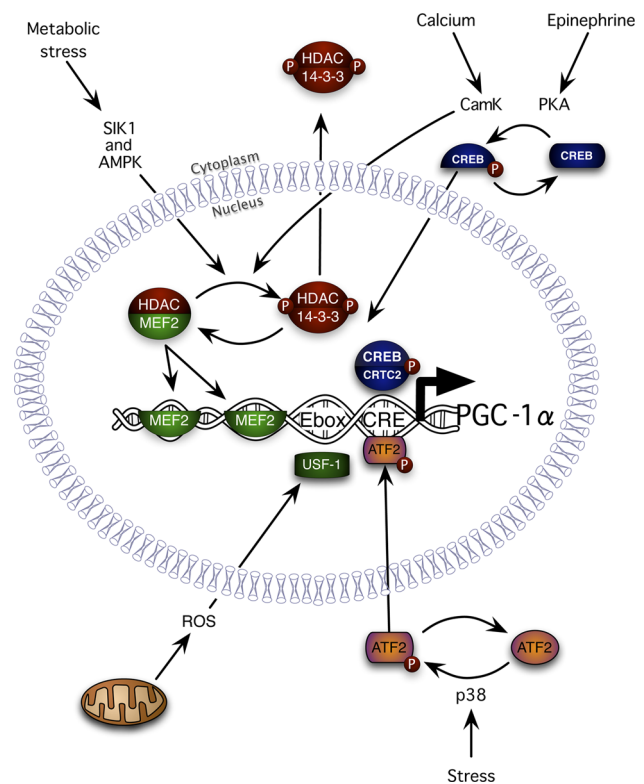 Calcium
Epinephrine
Metabolic
stress
HDAC
P
P
14-3-3
CamK
PKA
SIK1
and
AMPK
CREB
P
CREB
Cytoplasm
Nucleus
HDAC
MEF2
P
HDAC
P
14-3-3
CREB
P
CRTC2
MEF2
MEF2
Ebox
CRE
PGC-1α
ATF2
P
USF-1
ROS
ATF2
P
ATF2
p38
Stress